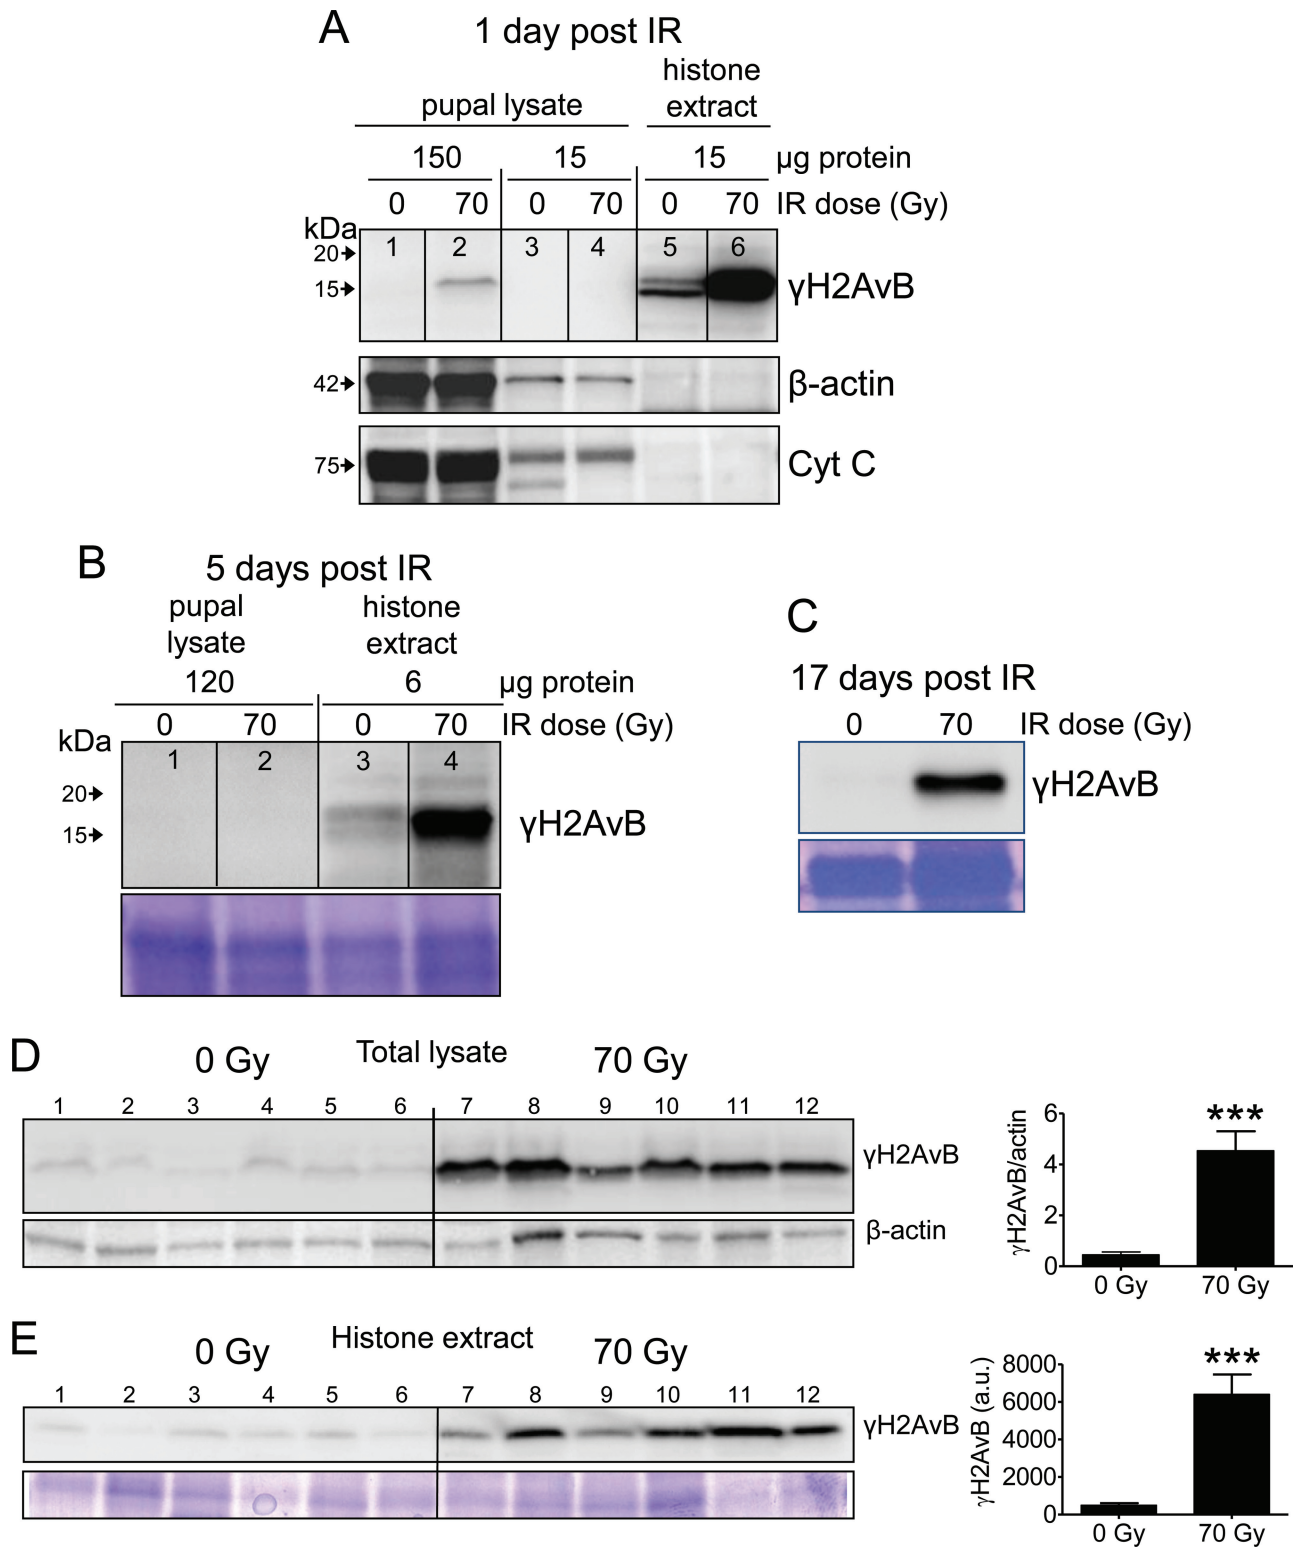 A
1 day post IR
histone
extract
pupal lysate
150 15 15 µg protein
0 70 0 70 0 70 IR dose (Gy)
kDa
1 2 3 4 5 6
20
15
γH2AvB
42
β-actin
75
Cyt C
B
5 days post IR
pupal
lysate
histone
extract
120 6 µg protein
0 70 0 70 IR dose (Gy)
kDa
1 2 3 4
20
15
γH2AvB
C
17 days post IR
0 70 IR dose (Gy)
γH2AvB
D
0 Gy Total lysate 70 Gy
1 2 3 4 5 6 7 8 9 10 11 12
γH2AvB
β-actin
γH2AvB/actin
6
4
2
0
***
0 Gy 70 Gy
E
0 Gy Histone extract 70 Gy
1 2 3 4 5 6 7 8 9 10 11 12
γH2AvB
γH2AvB (a.u.)
8000
6000
4000
2000
0
***
0 Gy 70 Gy